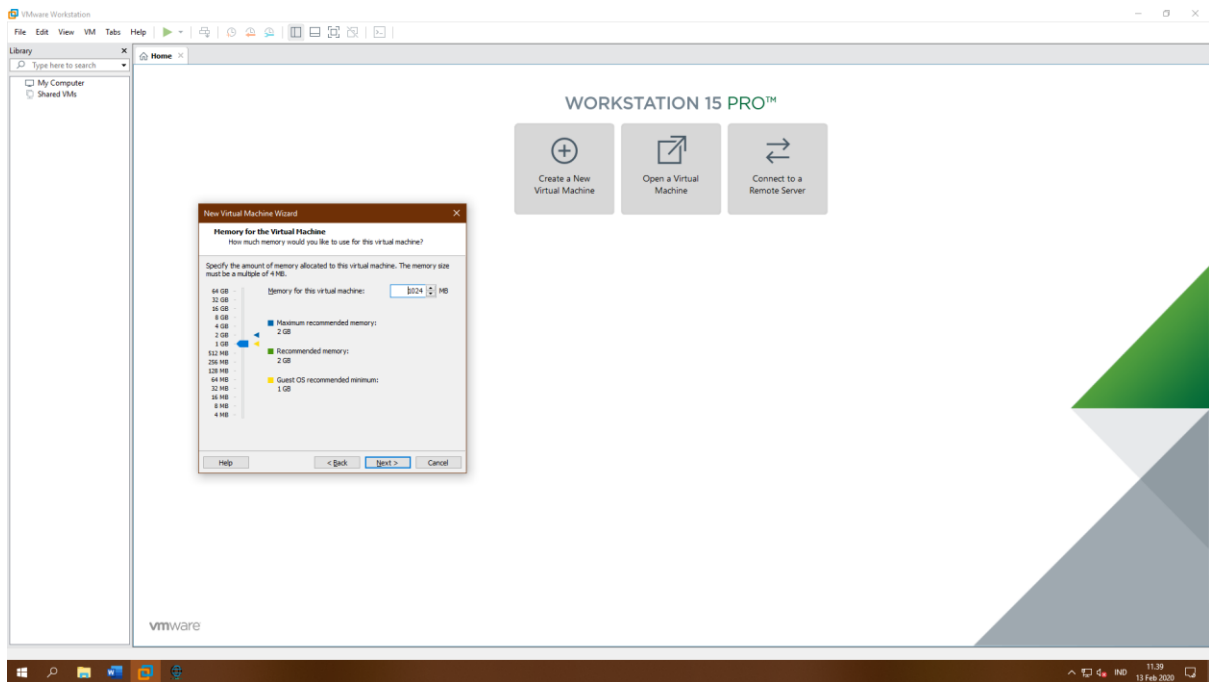 VMware Workstation
File Edit View VM Tabs Help
Library
Type here to search
My Computer
Shared VMs
Home
WORKSTATION 15 PRO™
Create a New
Virtual Machine
Open a Virtual
Machine
Connect to a
Remote Server
New Virtual Machine Wizard
Memory for the Virtual Machine
How much memory would you like to use for this virtual machine?
Specify the amount of memory allocated to this virtual machine. The memory size
must be a multiple of 4 MB.
Memory for this virtual machine: 1024 MB
64 GB
32 GB
16 GB
8 GB
4 GB
2 GB
1 GB
512 MB
256 MB
128 MB
64 MB
32 MB
16 MB
8 MB
4 MB
Maximum recommended memory:
2 GB
Recommended memory:
2 GB
Guest OS recommended minimum:
1 GB
Help < Back Next > Cancel
vmware
IND 11.39
13 Feb 2020